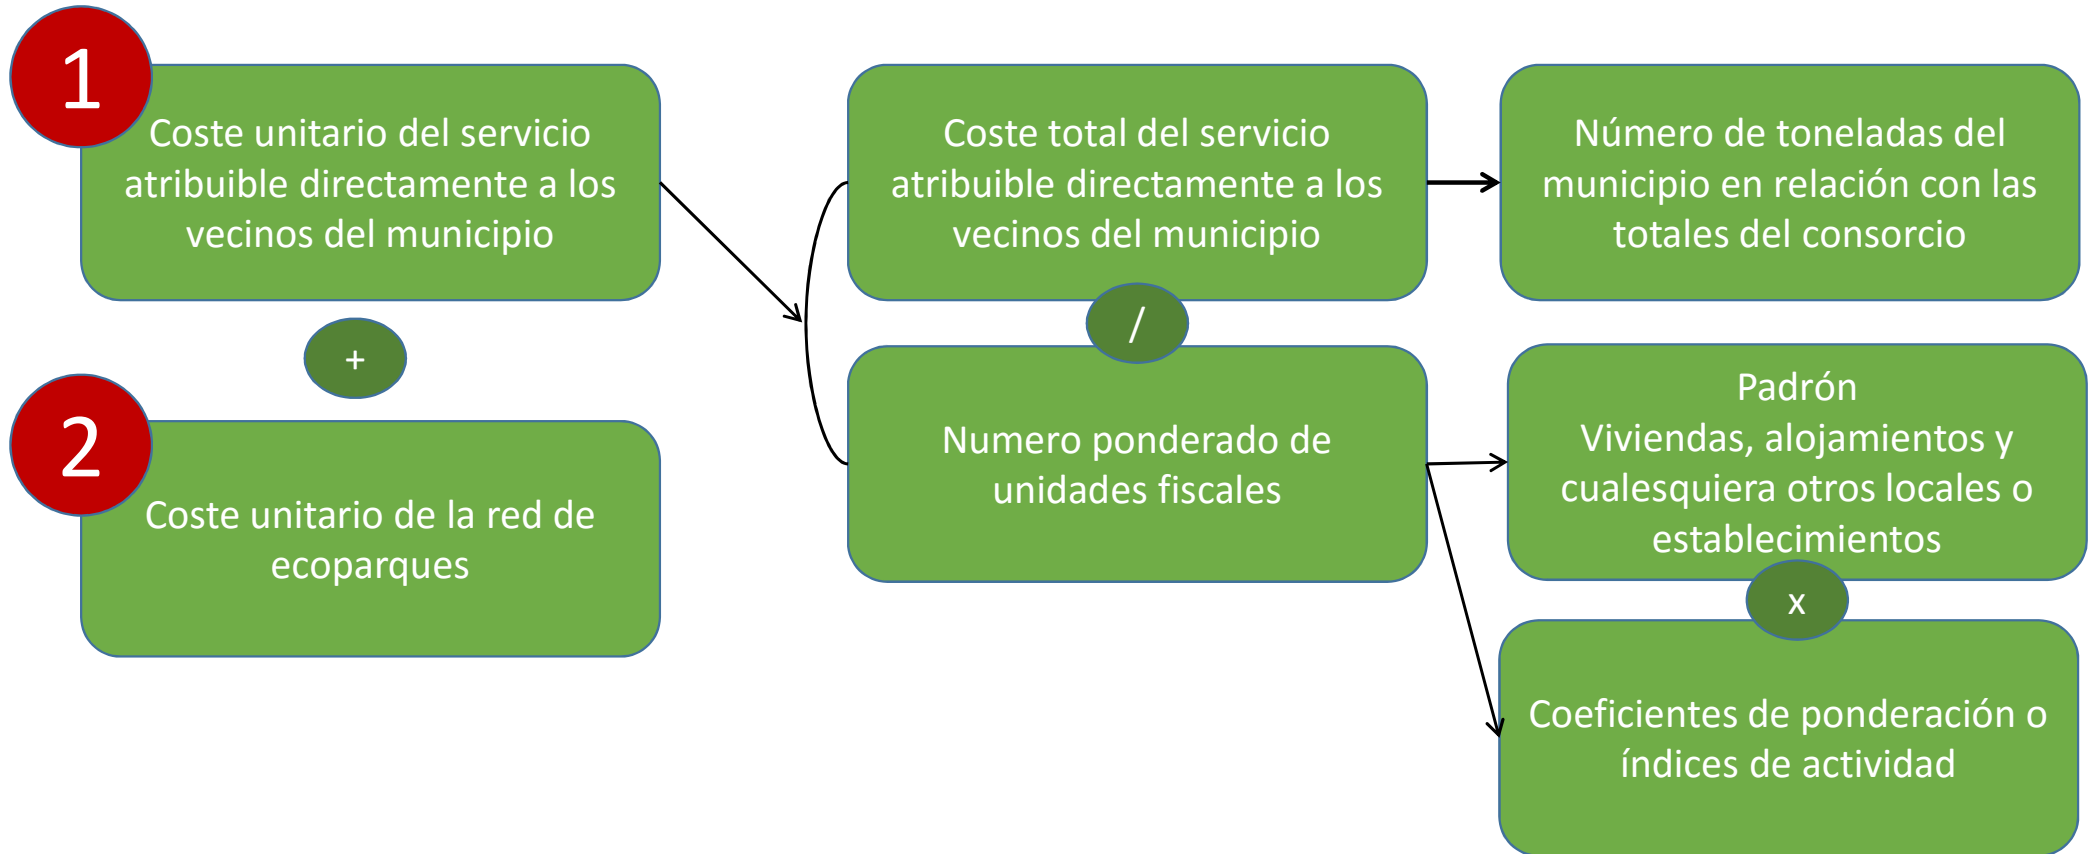 1
Coste unitario del servicio
atribuible directamente a los
vecinos del municipio
+
2
Coste unitario de la red de
ecoparques
Coste total del servicio
atribuible directamente a los
vecinos del municipio
/
Numero ponderado de
unidades fiscales
Número de toneladas del
municipio en relación con las
totales del consorcio
Padrón
Viviendas, alojamientos y
cualesquiera otros locales o
establecimientos
x
Coeficientes de ponderación o
índices de actividad